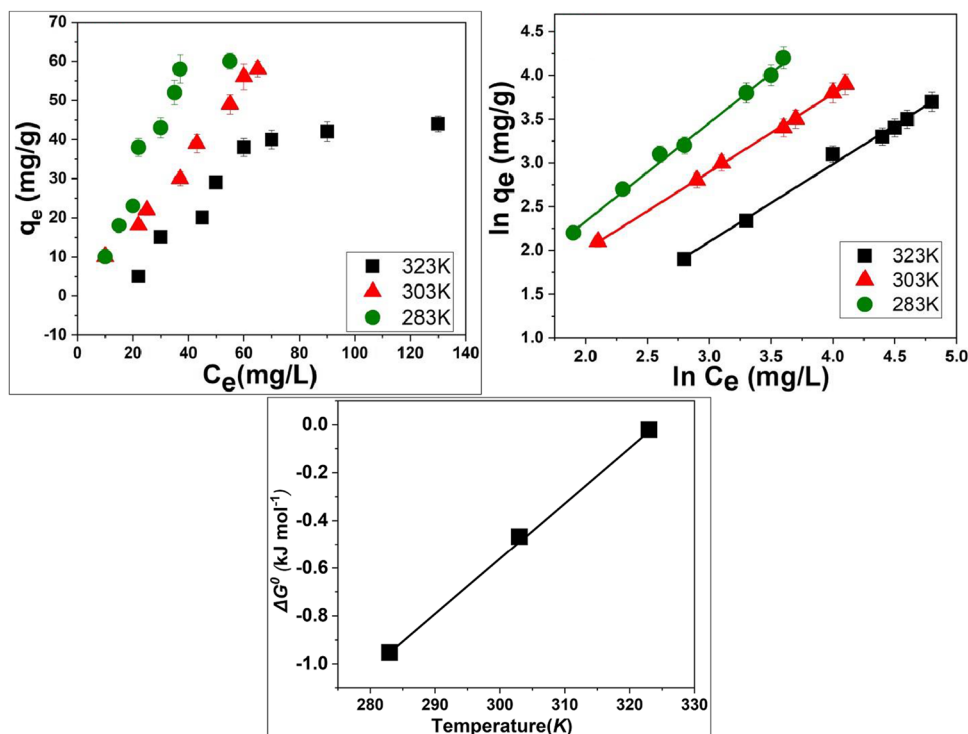 70
60
50
40
30
20
10
0
-10
qe (mg/g)
0 20 40 60 80 100 120 140
Ce(mg/L)
323K
303K
283K
4.5
4.0
3.5
3.0
2.5
2.0
1.5
1.0
ln qe (mg/g)
2.0 2.5 3.0 3.5 4.0 4.5 5.0
ln Ce (mg/L)
323K
303K
283K
0.0
-0.2
-0.4
-0.6
-0.8
-1.0
ΔG⁰ (kJ mol⁻¹)
280 290 300 310 320 330
Temperature(K)